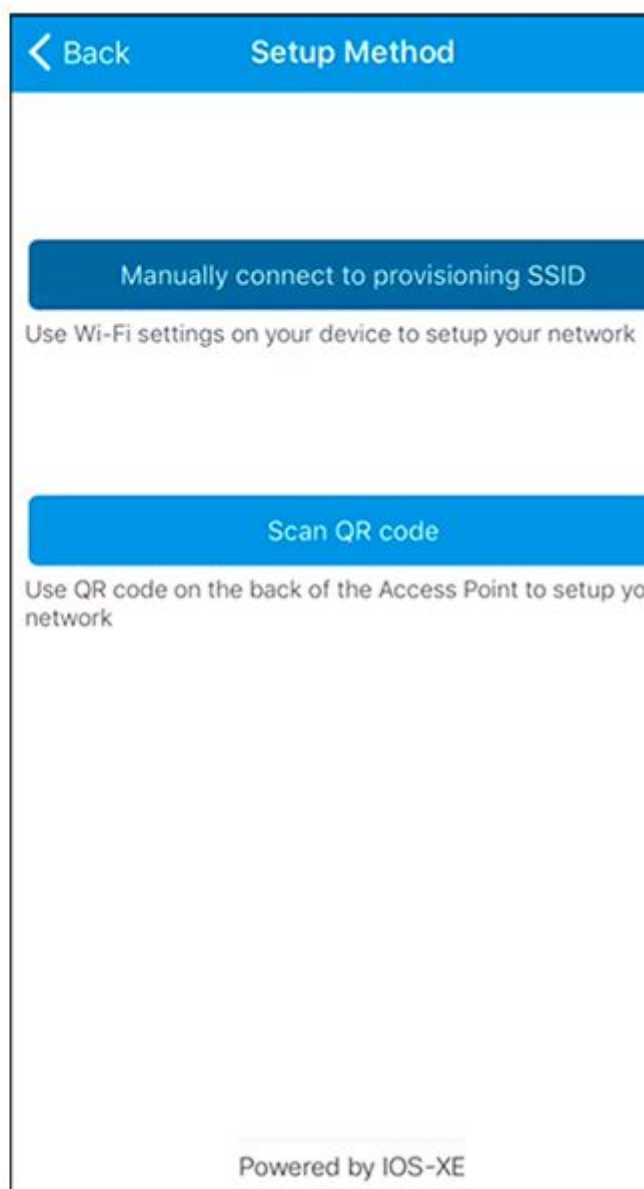 Back
Setup Method
Manually connect to provisioning SSID
Use Wi-Fi settings on your device to setup your network
Scan QR code
Use QR code on the back of the Access Point to setup yo
network
Powered by IOS-XE